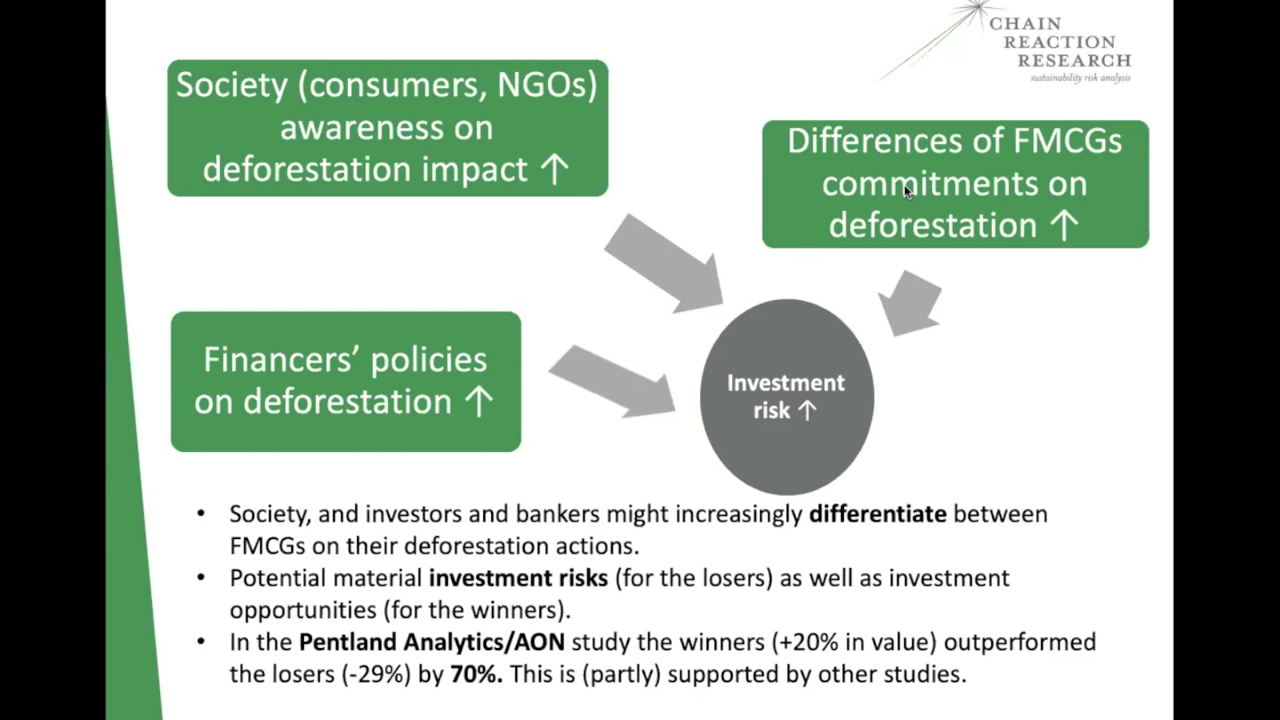 CHAIN
REACTION
RESEARCH
sustainability risk analysis
Society (consumers, NGOs)
awareness on
deforestation impact ↑
Differences of FMCGs
commitments on
deforestation ↑
Financers’ policies
on deforestation ↑
Investment
risk ↑
• Society, and investors and bankers might increasingly differentiate between
FMCGs on their deforestation actions.
• Potential material investment risks (for the losers) as well as investment
opportunities (for the winners).
• In the Pentland Analytics/AON study the winners (+20% in value) outperformed
the losers (-29%) by 70%. This is (partly) supported by other studies.